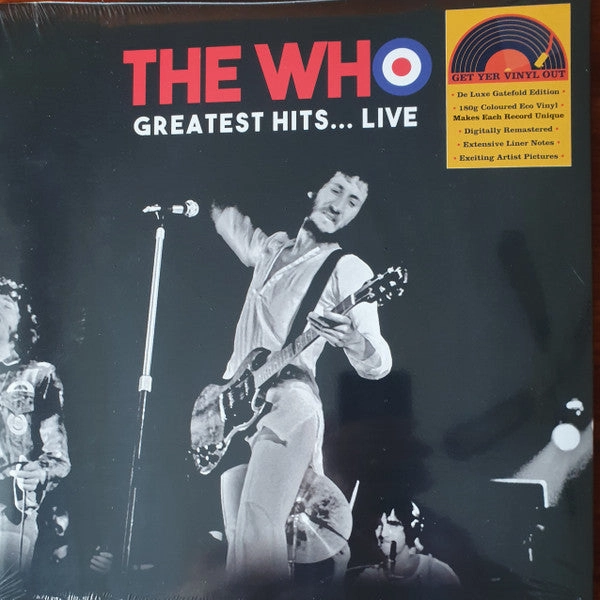 THE WHO
GREATEST HITS... LIVE
GET YER VINYL OUT
• De Luxe Gatefold Edition •
• 180g Coloured Eco Vinyl •
Makes Each Record Unique
• Digitally Remastered •
• Extensive Liner Notes •
• Exciting Artist Pictures •